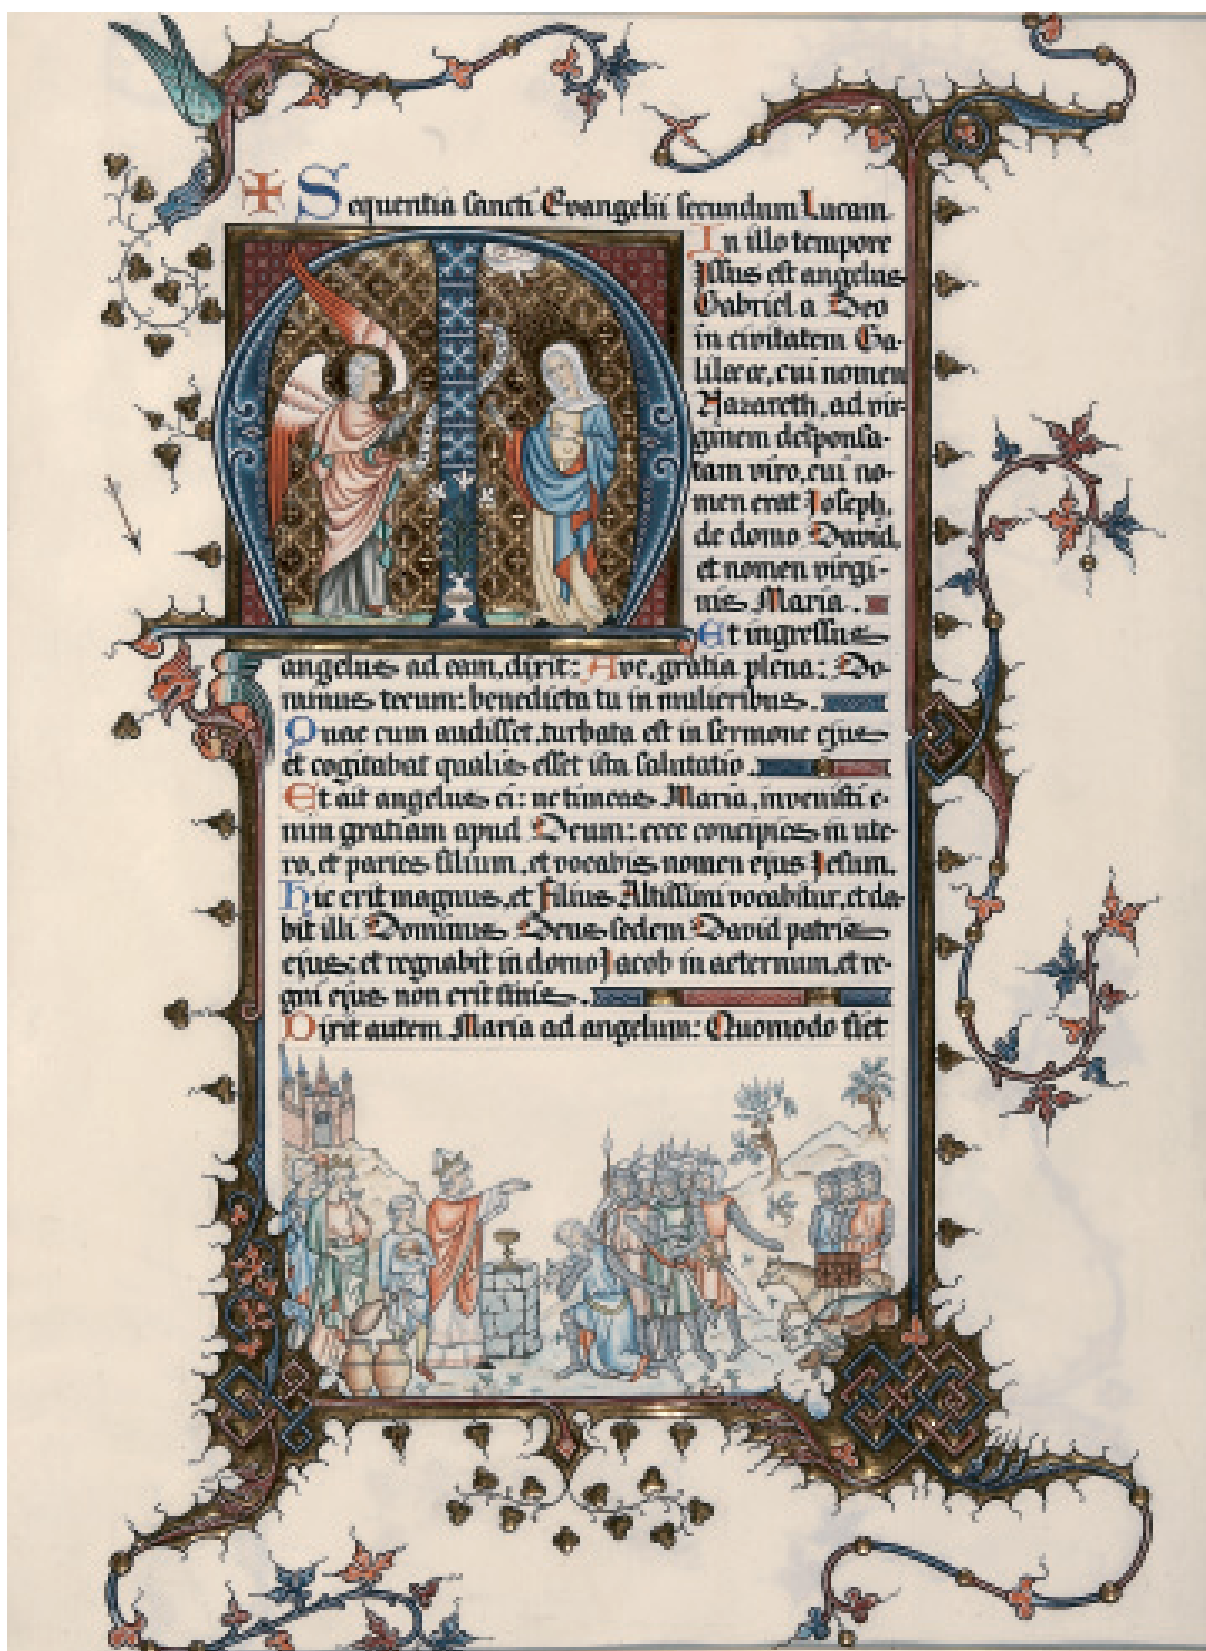 ✠ Sequentia sancti Evangelii secundum Lucam
In illo tempore
Missus est angelus
Gabriel a Deo
in civitatem Ga-
lilææ, cui nomen
Nazareth, ad vir-
ginem desponsa-
tam viro, cui no-
men erat Joseph,
de domo David,
et nomen virgi-
nis Maria.
Et ingressus
angelus ad eam, dixit: Ave, gratia plena: Do-
minus tecum: benedicta tu in mulieribus.
Quae cum audisset, turbata est in sermone ejus
et cogitabat qualis esset ista salutatio.
Et ait angelus ei: ne timeas Maria, invenisti e-
nim gratiam apud Deum: ecce concipies in ute-
ro, et paries filium, et vocabis nomen ejus Jesum.
Hic erit magnus, et Filius Altissimi vocabitur, et da-
bit illi Dominus Deus sedem David patris
ejus; et regnabit in domo Jacob in aeternum, et re-
gni ejus non erit finis.
Dixit autem Maria ad angelum: Quomodo fiet